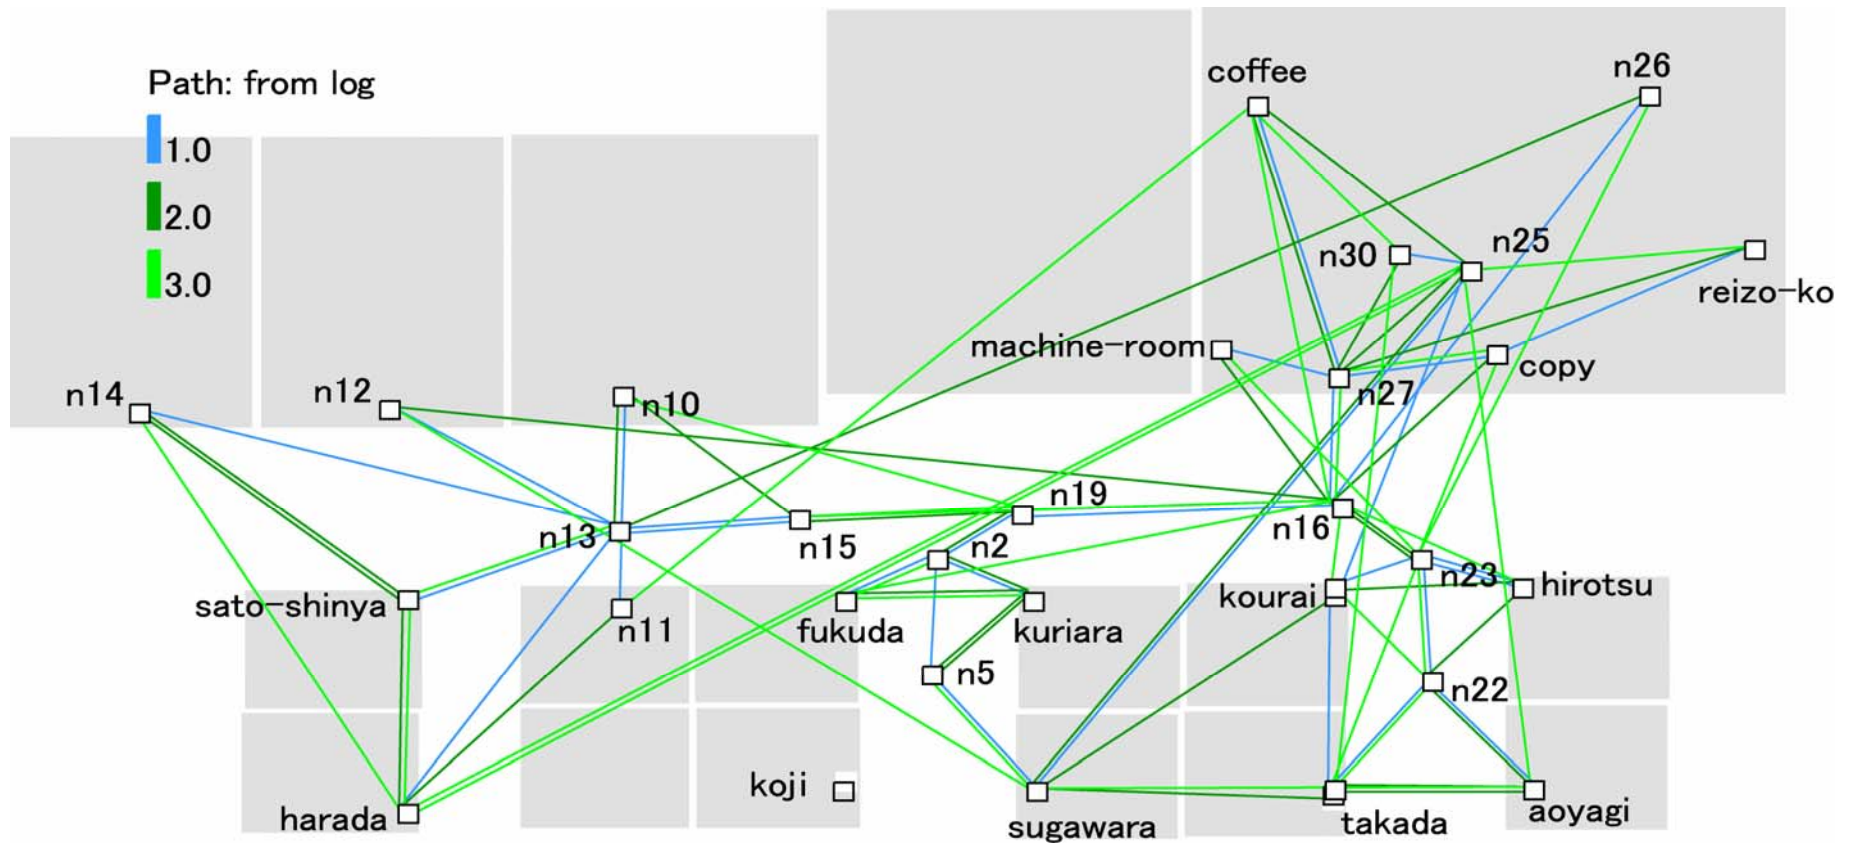 coffee
n26
Path: from log
1.0
2.0
3.0
n30
n25
reizo-ko
machine-room
copy
n27
n14
n12
n10
n19
n16
n13
n15
n2
n23
hirotsu
kourai
sato-shinya
n11
fukuda
kuriara
n5
n22
koji
harada
sugawara
takada
aoyagi